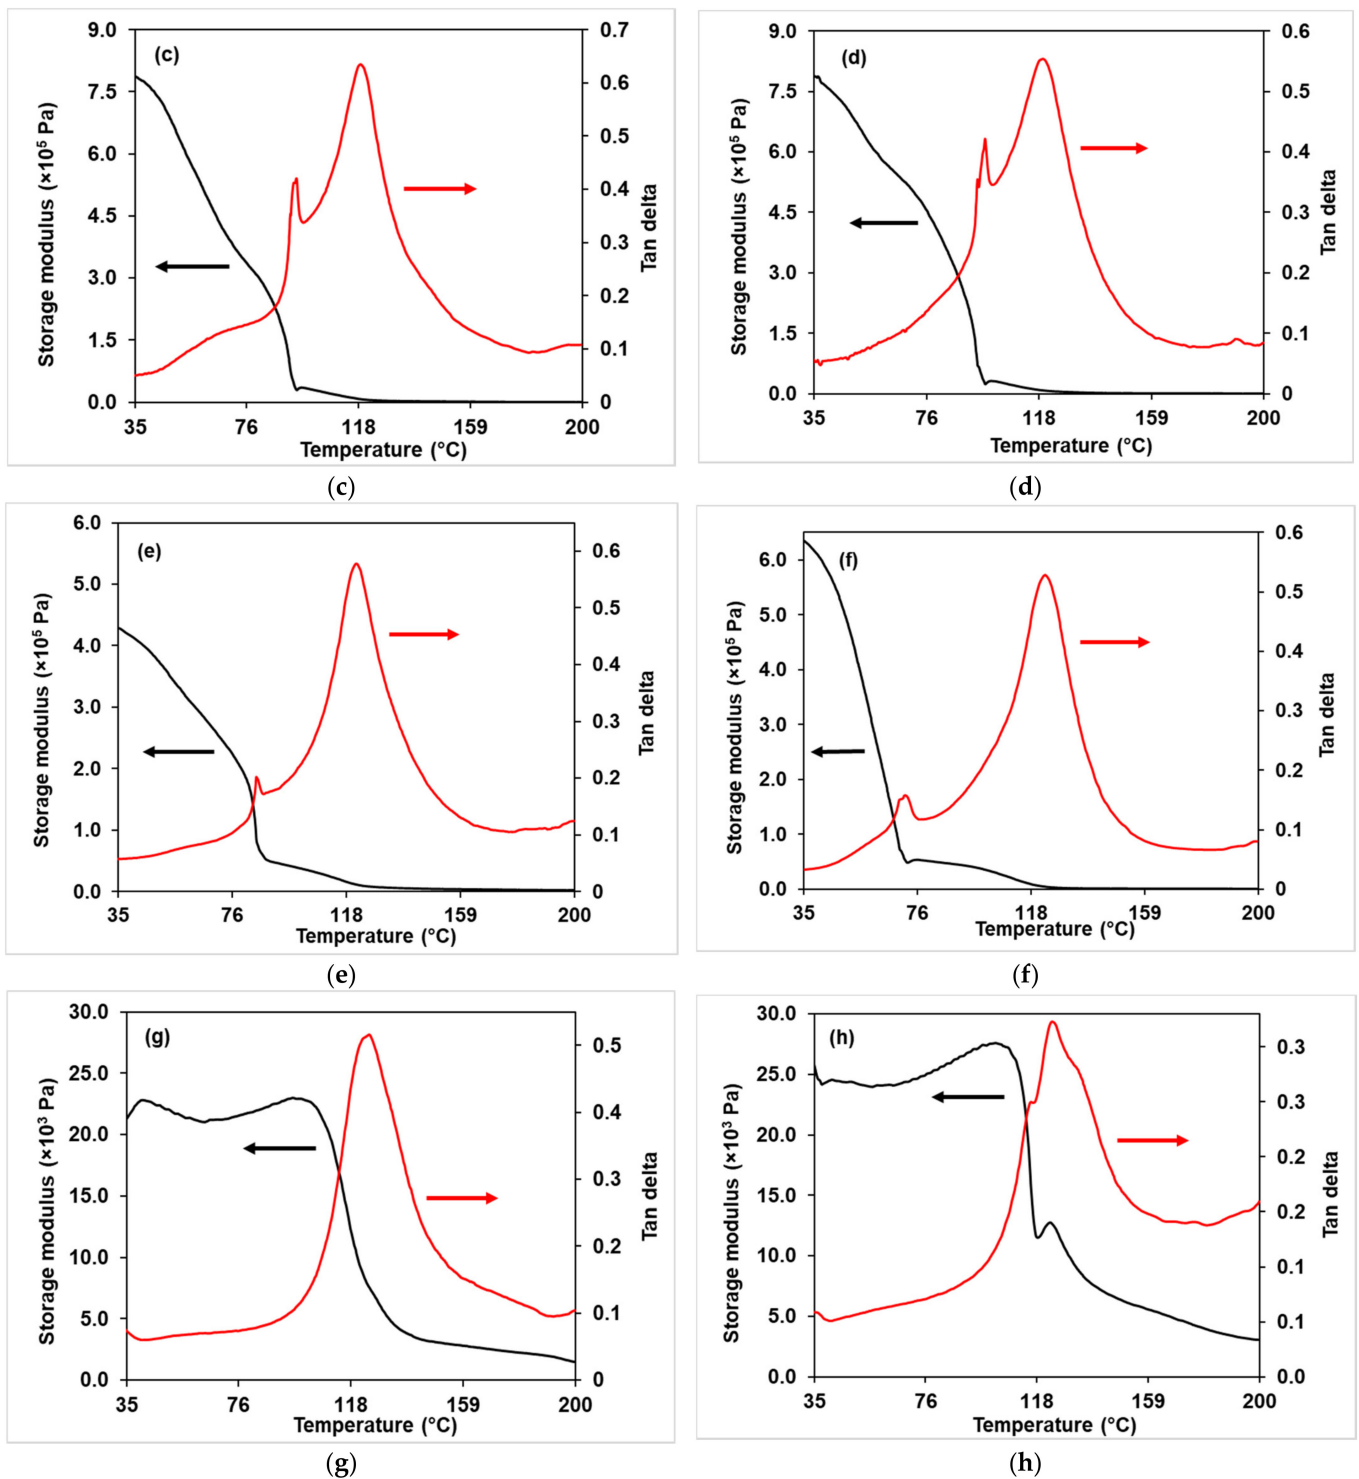 (c)
Storage modulus (×10⁵ Pa)
9.0
7.5
6.0
4.5
3.0
1.5
0.0
0.7
0.6
0.5
0.4
0.3
0.2
0.1
0
Tan delta
35 76 118 159 200
Temperature (°C)
(c)
(d)
Storage modulus (×10⁵ Pa)
9.0
7.5
6.0
4.5
3.0
1.5
0.0
0.6
0.5
0.4
0.3
0.2
0.1
0
Tan delta
35 76 118 159 200
Temperature (°C)
(d)
(e)
Storage modulus (×10⁵ Pa)
6.0
5.0
4.0
3.0
2.0
1.0
0.0
0.6
0.5
0.4
0.3
0.2
0.1
0
Tan delta
35 76 118 159 200
Temperature (°C)
(e)
(f)
Storage modulus (×10⁵ Pa)
6.0
5.0
4.0
3.0
2.0
1.0
0.0
0.6
0.5
0.4
0.3
0.2
0.1
0
Tan delta
35 76 118 159 200
Temperature (°C)
(f)
(g)
Storage modulus (×10³ Pa)
30.0
25.0
20.0
15.0
10.0
5.0
0.0
0.5
0.4
0.3
0.2
0.1
0
Tan delta
35 76 118 159 200
Temperature (°C)
(g)
(h)
Storage modulus (×10³ Pa)
30.0
25.0
20.0
15.0
10.0
5.0
0.0
0.3
0.3
0.2
0.2
0.1
0.1
0.0
Tan delta
35 76 118 159 200
Temperature (°C)
(h)